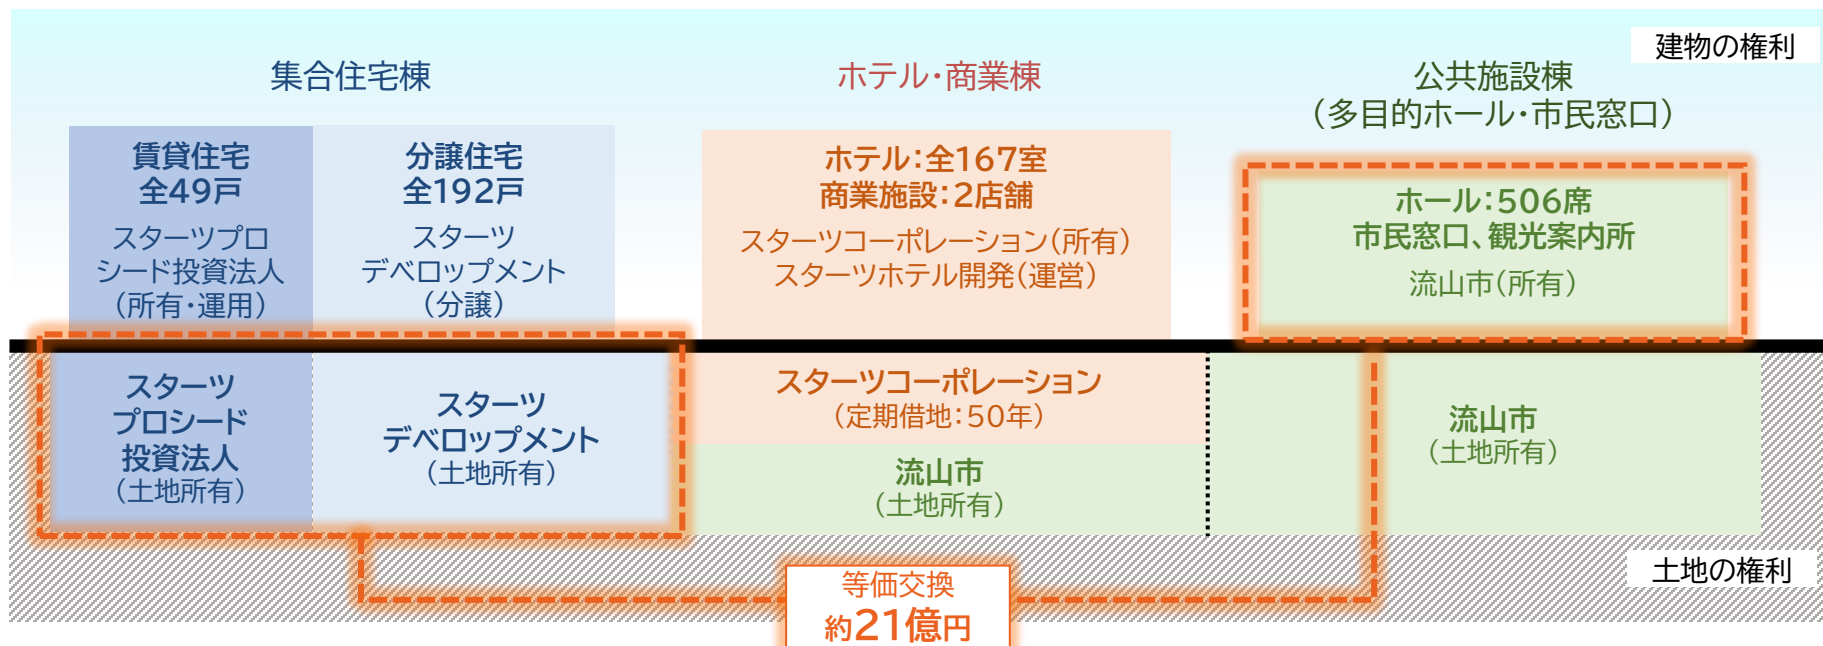 建物の権利
集合住宅棟
ホテル・商業棟
公共施設棟
（多目的ホール・市民窓口）
賃貸住宅
全49戸
スターツプロ
シード投資法人
（所有・運用）
分譲住宅
全192戸
スターツ
デベロップメント
（分譲）
ホテル：全167室
商業施設：2店舗
スターツコーポレーション（所有）
スターツホテル開発（運営）
ホール：506席
市民窓口、観光案内所
流山市（所有）
スターツ
プロシード
投資法人
（土地所有）
スターツ
デベロップメント
（土地所有）
スターツコーポレーション
（定期借地：50年）
流山市
（土地所有）
流山市
（土地所有）
土地の権利
等価交換
約21億円